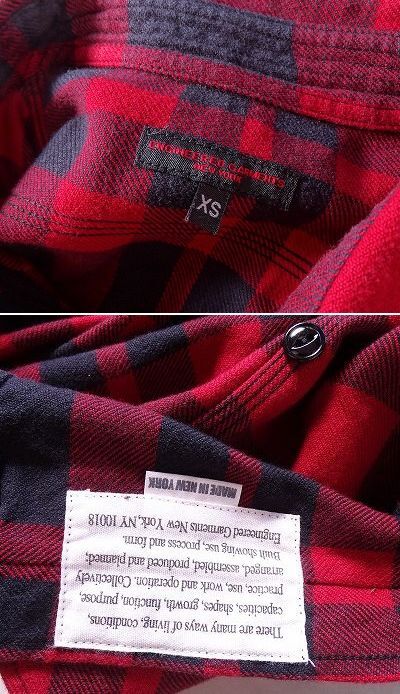 ENGINEERED GARMENTS
NEW YORK
XS
MADE IN NEW YORK
There are many ways of living, conditions,
capacities, shapes, growth, function, purpose,
practice, use, work and operation. Collectively
arranged, assembled, and produced and planned;
Built showing use, process and form.
Engineered Garments New York, NY 10018